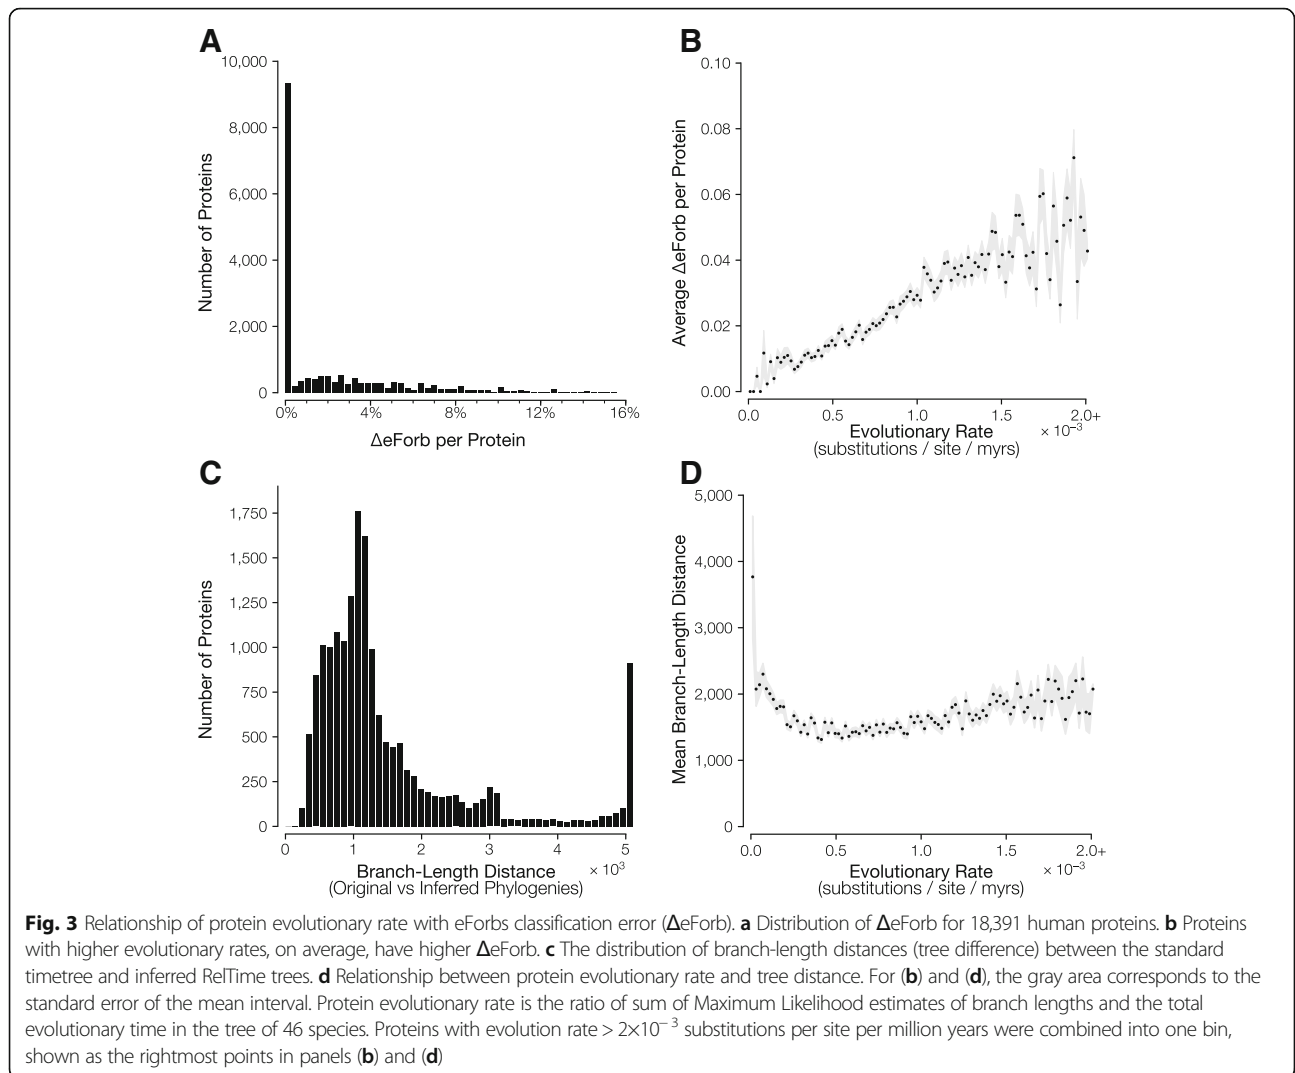 A
10,000
8,000
6,000
4,000
2,000
0
Number of Proteins
0% 4% 8% 12% 16%
ΔeForb per Protein
B
0.10
0.08
0.06
0.04
0.02
0.00
Average ΔeForb per Protein
0.0 0.5 1.0 1.5 2.0+
Evolutionary Rate × 10⁻³
(substitutions / site / myrs)
C
1,750
1,500
1,250
1,000
750
500
250
0
Number of Proteins
0 1 2 3 4 5
Branch-Length Distance × 10³
(Original vs Inferred Phylogenies)
D
5,000
4,000
3,000
2,000
1,000
0
Mean Branch-Length Distance
0.0 0.5 1.0 1.5 2.0+
Evolutionary Rate × 10⁻³
(substitutions / site / myrs)
Fig. 3 Relationship of protein evolutionary rate with eForbs classification error (ΔeForb). a Distribution of ΔeForb for 18,391 human proteins. b Proteins
with higher evolutionary rates, on average, have higher ΔeForb. c The distribution of branch-length distances (tree difference) between the standard
timetree and inferred RelTime trees. d Relationship between protein evolutionary rate and tree distance. For (b) and (d), the gray area corresponds to the
standard error of the mean interval. Protein evolutionary rate is the ratio of sum of Maximum Likelihood estimates of branch lengths and the total
evolutionary time in the tree of 46 species. Proteins with evolution rate > 2×10⁻³ substitutions per site per million years were combined into one bin,
shown as the rightmost points in panels (b) and (d)